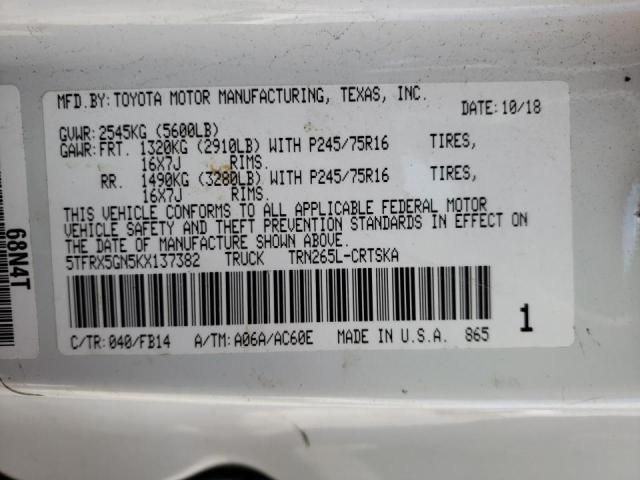 MFD.BY:TOYOTA MOTOR MANUFACTURING, TEXAS, INC.
DATE:10/18
GVWR:2545KG (5600LB)
GAWR:FRT. 1320KG (2910LB) WITH P245/75R16 TIRES,
16X7J RIMS.
RR. 1490KG (3280LB) WITH P245/75R16 TIRES,
16X7J RIMS.
THIS VEHICLE CONFORMS TO ALL APPLICABLE FEDERAL MOTOR
VEHICLE SAFETY AND THEFT PREVENTION STANDARDS IN EFFECT ON
THE DATE OF MANUFACTURE SHOWN ABOVE.
5TFRX5GN5KX137382 TRUCK TRN265L-CRTSKA
1
C/TR:040/FB14 A/TM:A06A/AC60E MADE IN U.S.A. 865
68N4T